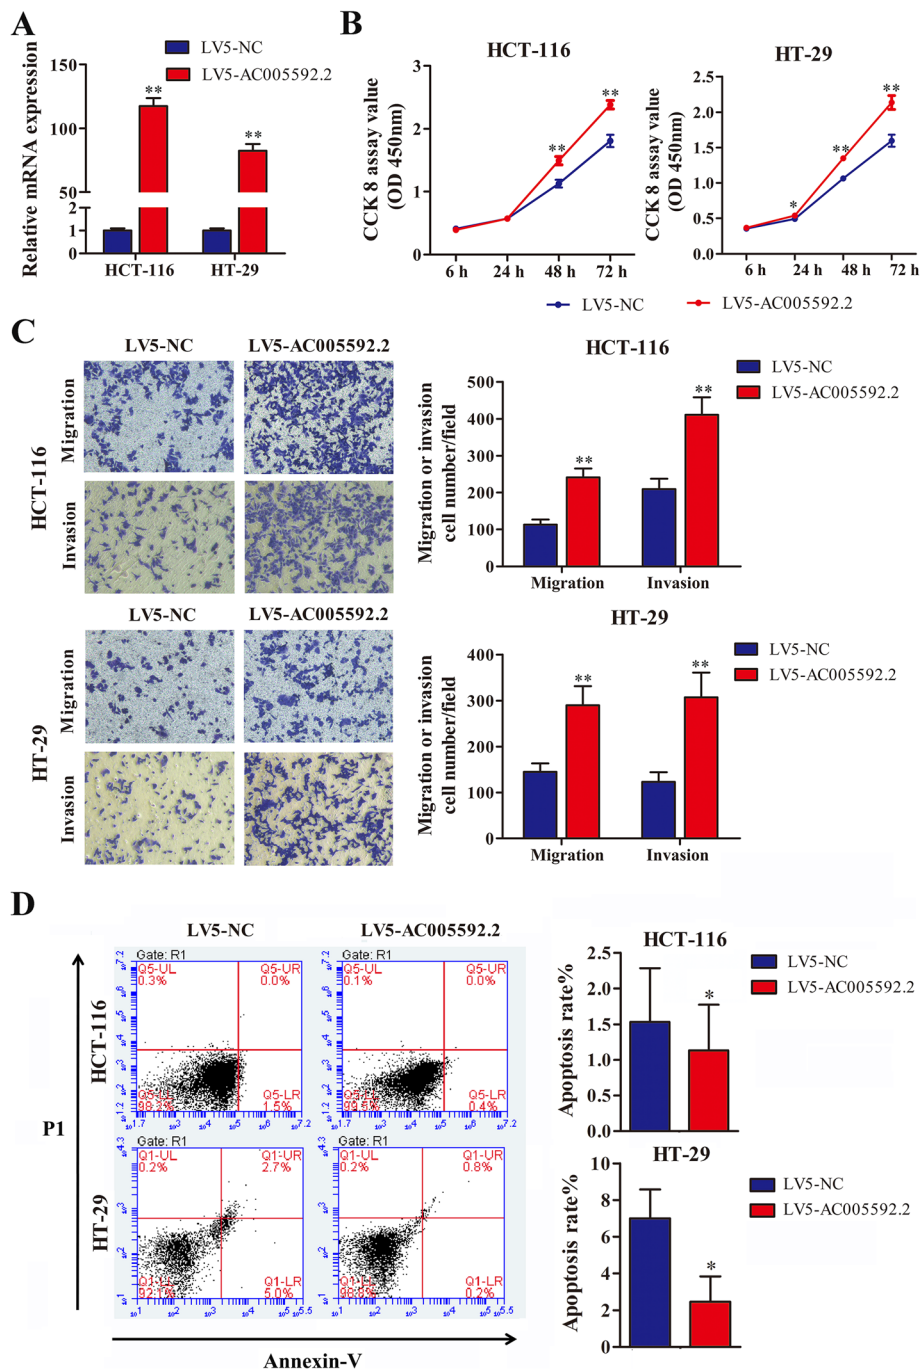 A
LV5-NC
LV5-AC005592.2
Relative mRNA expression
150
100
50
2
1
0
**
**
HCT-116
HT-29
B
HCT-116
CCK 8 assay value
(OD 450nm)
3
2
1
0
**
**
6 h
24 h
48 h
72 h
HT-29
CCK 8 assay value
(OD 450nm)
2.5
2.0
1.5
1.0
0.5
0.0
*
**
**
6 h
24 h
48 h
72 h
LV5-NC
LV5-AC005592.2
C
LV5-NC
LV5-AC005592.2
HCT-116
Migration
Invasion
LV5-NC
LV5-AC005592.2
HT-29
Migration
Invasion
HCT-116
LV5-NC
LV5-AC005592.2
Migration or invasion
cell number/field
500
400
300
200
100
0
**
**
Migration
Invasion
HT-29
LV5-NC
LV5-AC005592.2
Migration or invasion
cell number/field
400
300
200
100
0
**
**
Migration
Invasion
D
LV5-NC
LV5-AC005592.2
P1
HCT-116
Gate: R1
Q5-UL
0.3%
Q5-UR
0.0%
Q5-LR
1.5%
Gate: R1
Q5-UL
0.1%
Q5-UR
0.0%
Q5-LR
0.4%
HT-29
Gate: R1
Q1-UL
0.2%
Q1-UR
2.7%
Q1-LR
5.0%
Gate: R1
Q1-UL
0.2%
Q1-UR
0.8%
Q1-LR
0.2%
Annexin-V
HCT-116
LV5-NC
LV5-AC005592.2
Apoptosis rate%
2.5
2.0
1.5
1.0
0.5
0.0
*
HT-29
LV5-NC
LV5-AC005592.2
Apoptosis rate%
10
8
6
4
2
0
*